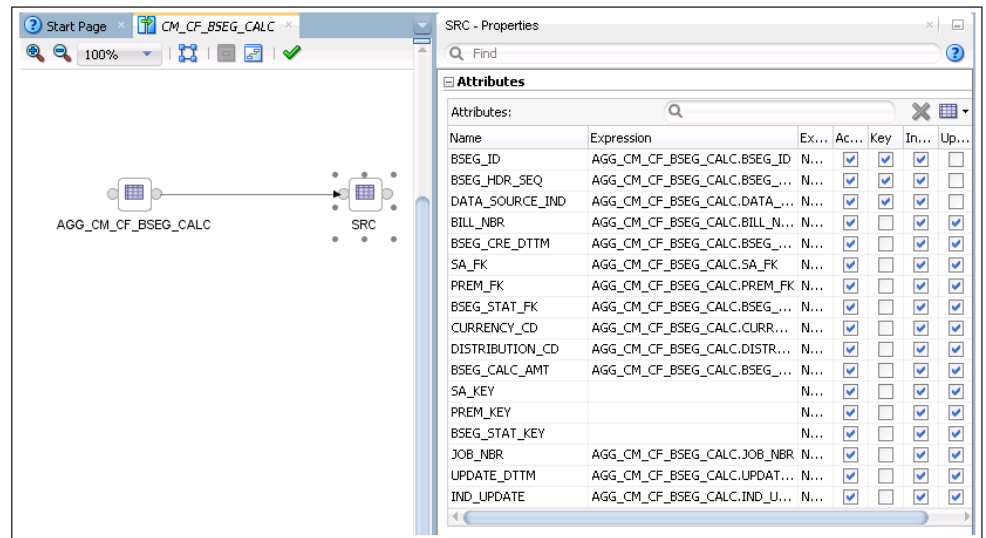 Start Page
CM_CF_BSEG_CALC
100%
AGG_CM_CF_BSEG_CALC
SRC
SRC - Properties
Find
Attributes
Attributes:
Name Expression Ex... Ac... Key In... Up...
BSEG_ID AGG_CM_CF_BSEG_CALC.BSEG_ID N...
BSEG_HDR_SEQ AGG_CM_CF_BSEG_CALC.BSEG_... N...
DATA_SOURCE_IND AGG_CM_CF_BSEG_CALC.DATA_... N...
BILL_NBR AGG_CM_CF_BSEG_CALC.BILL_N... N...
BSEG_CRE_DTTM AGG_CM_CF_BSEG_CALC.BSEG_... N...
SA_FK AGG_CM_CF_BSEG_CALC.SA_FK N...
PREM_FK AGG_CM_CF_BSEG_CALC.PREM_FK N...
BSEG_STAT_FK AGG_CM_CF_BSEG_CALC.BSEG_... N...
CURRENCY_CD AGG_CM_CF_BSEG_CALC.CURR... N...
DISTRIBUTION_CD AGG_CM_CF_BSEG_CALC.DISTR... N...
BSEG_CALC_AMT AGG_CM_CF_BSEG_CALC.BSEG_... N...
SA_KEY N...
PREM_KEY N...
BSEG_STAT_KEY N...
JOB_NBR AGG_CM_CF_BSEG_CALC.JOB_NBR N...
UPDATE_DTTM AGG_CM_CF_BSEG_CALC.UPDAT... N...
IND_UPDATE AGG_CM_CF_BSEG_CALC.IND_U... N...